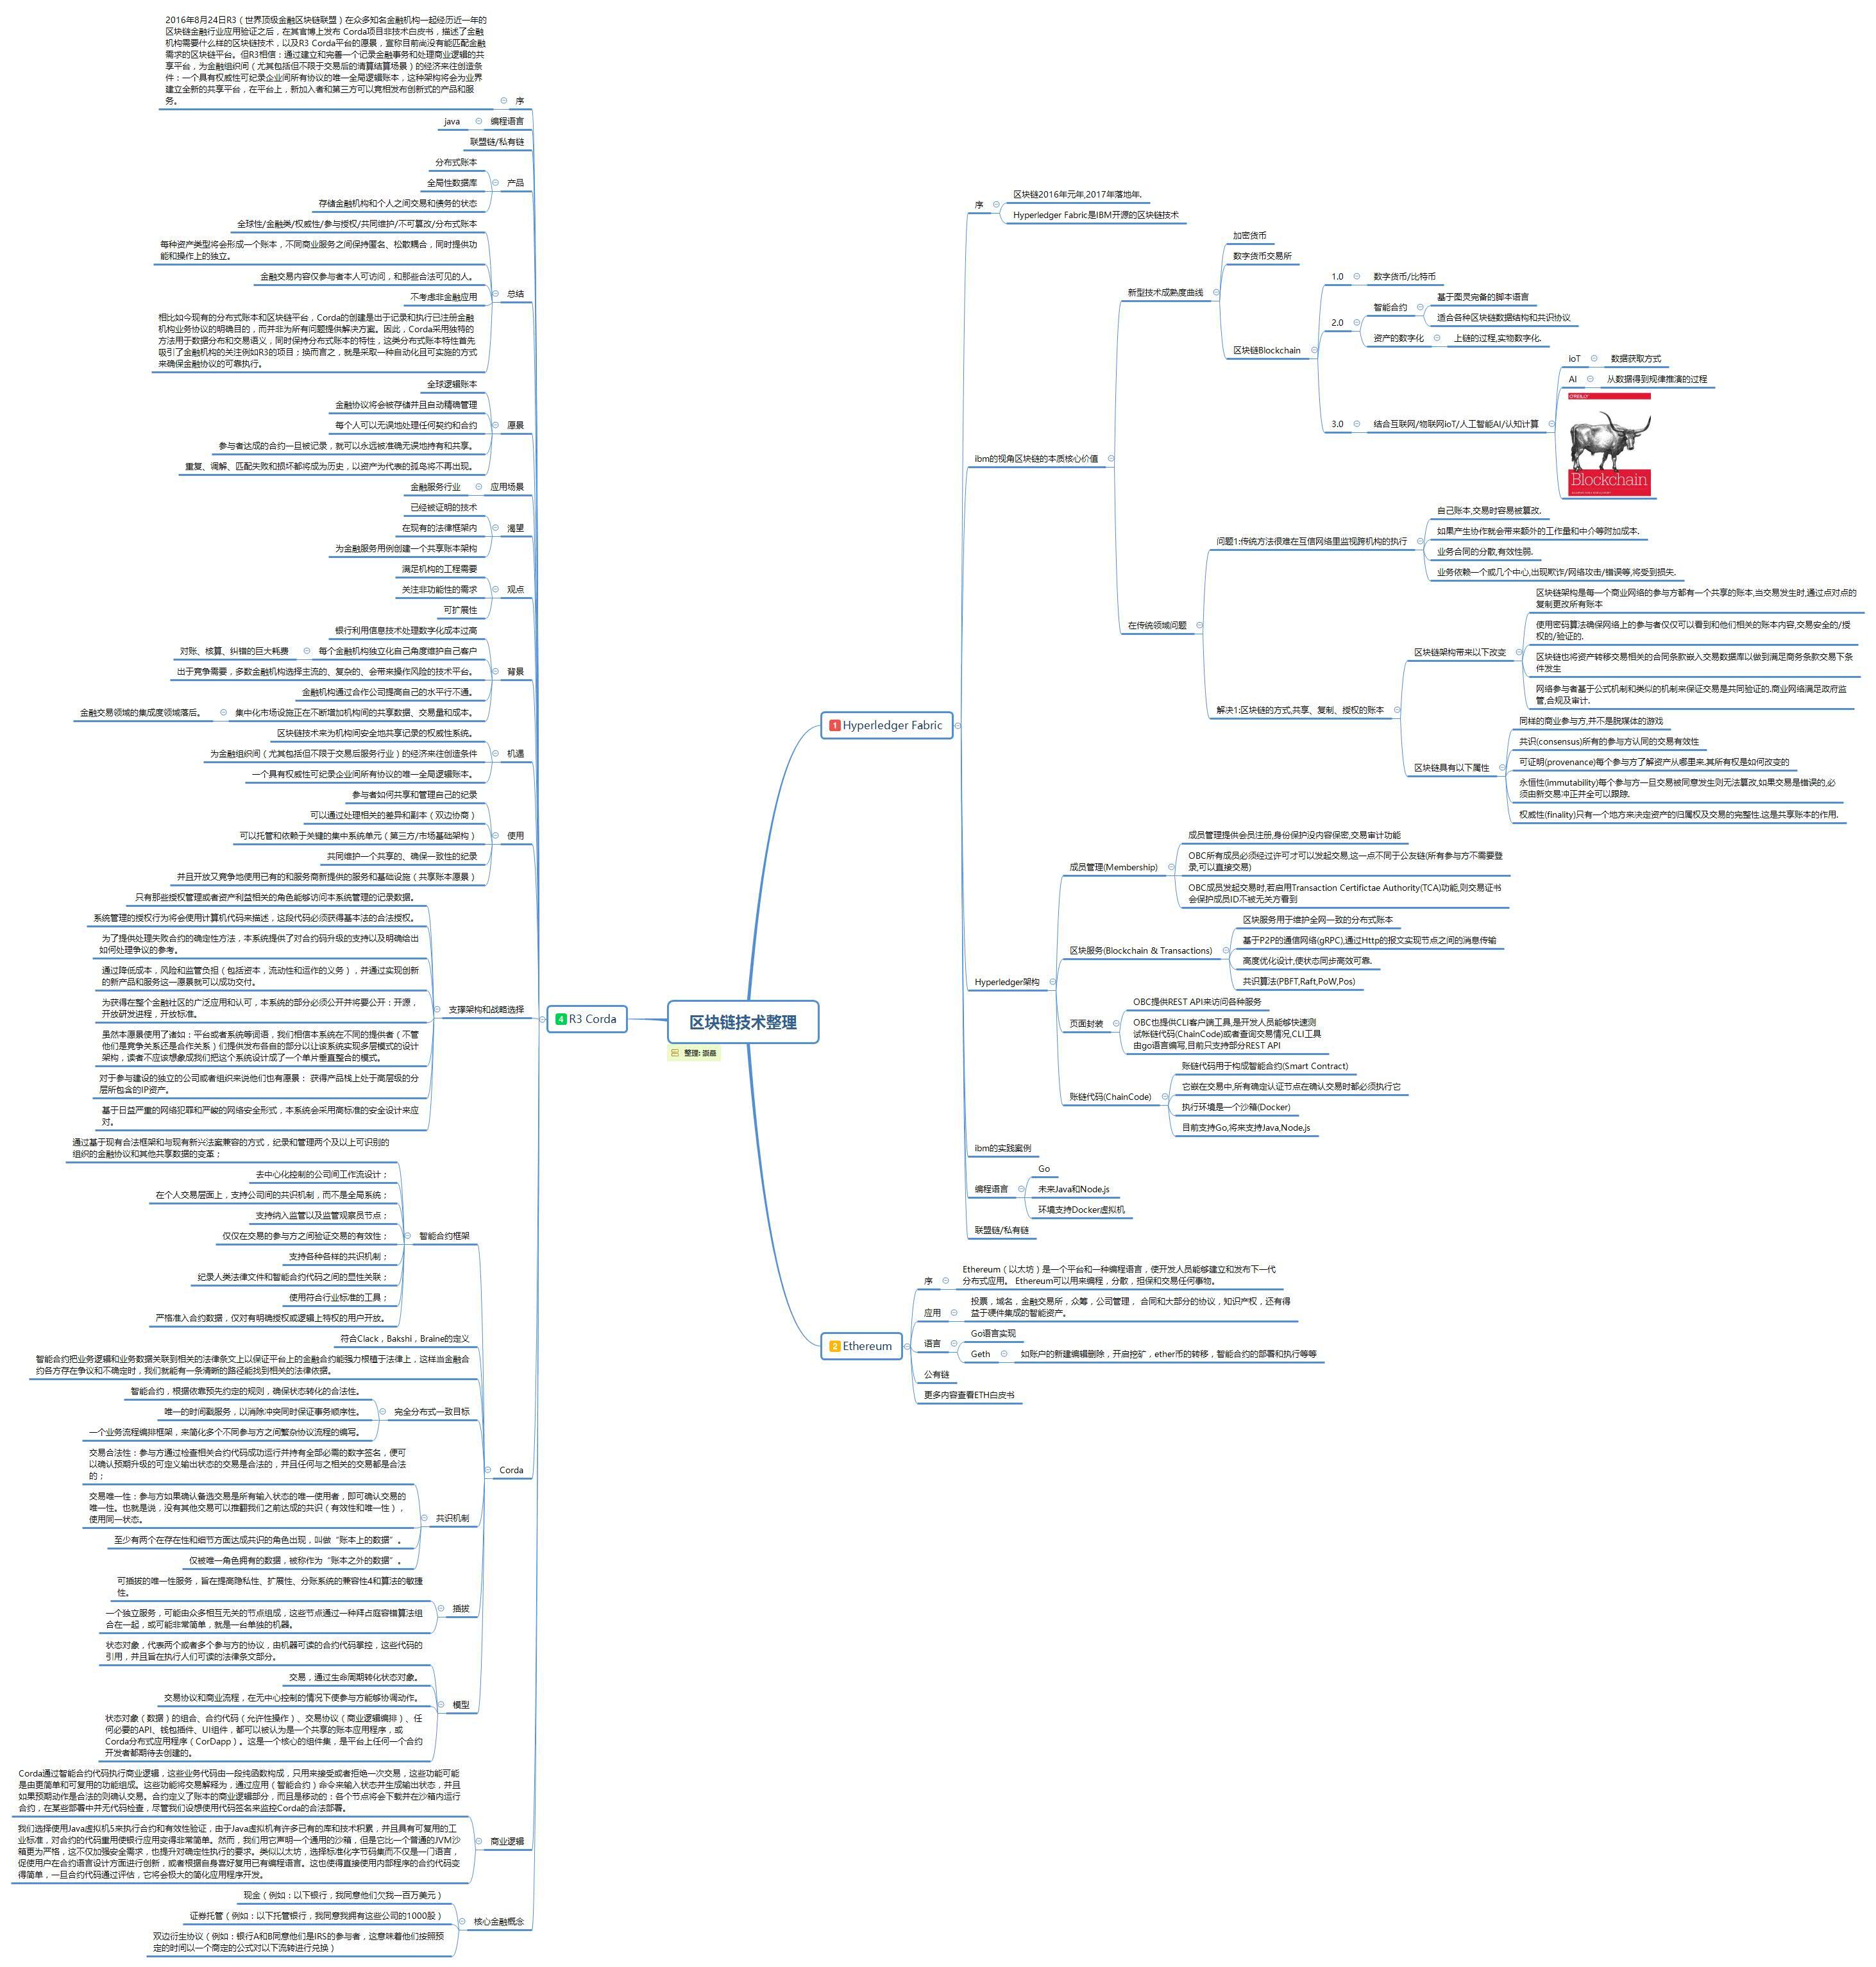 区块链技术整理
整理: 崇藤
1 Hyperledger Fabric
序
区块链2016年元年,2017年落地年.
Hyperledger Fabric是IBM开源的区块链技术
ibm的视角区块链的本质核心价值
新型技术成熟度曲线
加密货币
数字货币交易所
区块链Blockchain
1.0
数字货币/比特币
2.0
智能合约
基于图灵完备的脚本语言
适合各种区块链数据结构和共识协议
资产的数字化
上链的过程,实物数字化.
3.0
结合互联网/物联网ioT/人工智能AI/认知计算
ioT
数据获取方式
AI
从数据得到规律推演的过程
O'REILLY
Blockchain
在传统领域问题
问题1:传统方法很难在互信网络里监视跨机构的执行
自己账本,交易时容易被篡改.
如果产生协作就会带来额外的工作量和中介等附加成本.
业务合同的分散,有效性弱.
业务依赖一个或几个中心,出现欺诈/网络攻击/错误等,将受到损失.
解决1:区块链的方式,共享、复制、授权的账本
区块链架构带来以下改变
区块链架构是每一个商业网络的参与方都有一个共享的账本,当交易发生时,通过点对点的
复制更改所有账本
使用密码算法确保网络上的参与者仅仅可以看到和他们相关的账本内容,交易安全的/授
权的/验证的.
区块链也将资产转移交易相关的合同条款嵌入交易数据库以做到满足商务条款交易下条
件发生
网络参与者基于公式机制和类似的机制来保证交易是共同验证的.商业网络满足政府监
管,合规及审计.
区块链具有以下属性
同样的商业参与方,并不是脱媒体的游戏
共识(consensus)所有的参与方认同的交易有效性
可证明(provenance)每个参与方了解资产从哪里来,其所有权是如何改变的
永恒性(immutability)每个参与方一旦交易被同意发生则无法篡改,如果交易是错误的,必
须由新交易冲正并全可以跟踪.
权威性(finality)只有一个地方来决定资产的归属权及交易的完整性,这是共享账本的作用.
Hyperledger架构
成员管理(Membership)
成员管理提供会员注册,身份保护没内容保密,交易审计功能
OBC所有成员必须经过许可才可以发起交易,这一点不同于公友链(所有参与方不需要登
录,可以直接交易)
OBC成员发起交易时,若启用Transaction Certifictae Authority(TCA)功能,则交易证书
会保护成员ID不被无关方看到
区块服务(Blockchain & Transactions)
区块服务用于维护全网一致的分布式账本
基于P2P的通信网络(gRPC),通过Http的报文实现节点之间的消息传输
高度优化设计,使状态同步高效可靠.
共识算法(PBFT,Raft,PoW,Pos)
页面封装
OBC提供REST API来访问各种服务
OBC也提供CLI客户端工具,是开发人员能够快速测
试帐链代码(ChainCode)或者查询交易情况,CLI工具
由go语言编写,目前只支持部分REST API
账链代码(ChainCode)
账链代码用于构成智能合约(Smart Contract)
它嵌在交易中,所有确定认证节点在确认交易时都必须执行它
执行环境是一个沙箱(Docker)
目前支持Go,将来支持Java,Node.js
ibm的实践案例
编程语言
Go
未来Java和Node.js
环境支持Docker虚拟机
联盟链/私有链
2 Ethereum
序
Ethereum（以太坊）是一个平台和一种编程语言，使开发人员能够建立和发布下一代
分布式应用。 Ethereum可以用来编程，分散，担保和交易任何事物。
应用
投票，域名，金融交易所，众筹，公司管理， 合同和大部分的协议，知识产权，还有得
益于硬件集成的智能资产。
语言
Go语言实现
Geth
如账户的新建编辑删除，开启挖矿，ether币的转移，智能合约的部署和执行等等
公有链
更多内容查看ETH白皮书
4 R3 Corda
序
2016年8月24日R3（世界顶级金融区块链联盟）在众多知名金融机构一起经历近一年的
区块链金融行业应用验证之后，在其官博上发布 Corda项目非技术白皮书，描述了金融
机构需要什么样的区块链技术，以及R3 Corda平台的愿景，宣称目前尚没有能匹配金融
需求的区块链平台。但R3相信：通过建立和完善一个记录金融事务和处理商业逻辑的共
享平台，为金融组织间（尤其包括但不限于交易后的清算结算场景）的经济来往创造条
件：一个具有权威性可纪录企业间所有协议的唯一全局逻辑账本，这种架构将会为业界
建立全新的共享平台，在平台上，新加入者和第三方可以竞相发布创新式的产品和服
务。
编程语言
java
联盟链/私有链
产品
分布式账本
全局性数据库
存储金融机构和个人之间交易和债务的状态
总结
全球性/金融类/权威性/参与授权/共同维护/不可篡改/分布式账本
每种资产类型将会形成一个账本，不同商业服务之间保持匿名、松散耦合，同时提供功
能和操作上的独立。
金融交易内容仅参与者本人可访问，和那些合法可见的人。
不考虑非金融应用
相比如今现有的分布式账本和区块链平台，Corda的创建是出于记录和执行已注册金融
机构业务协议的明确目的，而并非为所有问题提供解决方案。因此，Corda采用独特的
方法用于数据分布和交易语义，同时保持分布式账本的特性，这类分布式账本特性首先
吸引了金融机构的关注例如R3的项目；换而言之，就是采取一种自动化且可实施的方式
来确保金融协议的可靠执行。
愿景
全球逻辑账本
金融协议将会被存储并且自动精确管理
每个人可以无误地处理任何契约和合约
参与者达成的合约一旦被记录，就可以永远被准确无误地持有和共享。
重复、调解、匹配失败和损坏都将成为历史，以资产为代表的孤岛将不再出现。
应用场景
金融服务行业
渴望
已经被证明的技术
在现有的法律框架内
为金融服务用例创建一个共享账本架构
观点
满足机构的工程需要
关注非功能性的需求
可扩展性
背景
银行利用信息技术处理数字化成本过高
每个金融机构独立化自己角度维护自己客户
对账、核算、纠错的巨大耗费
出于竞争需要，多数金融机构选择主流的、复杂的、会带来操作风险的技术平台。
金融机构通过合作公司提高自己的水平行不通。
集中化市场设施正在不断增加机构间的共享数据、交易量和成本。
金融交易领域的集成度领域落后。
机遇
区块链技术来为机构间安全地共享记录的权威性系统。
为金融组织间（尤其包括但不限于交易后服务行业）的经济来往创造条件
一个具有权威性可纪录企业间所有协议的唯一全局逻辑账本。
使用
参与者如何共享和管理自己的纪录
可以通过处理相关的差异和副本（双边协商）
可以托管和依赖于关键的集中系统单元（第三方/市场基础架构）
共同维护一个共享的、确保一致性的纪录
并且开放又竞争地使用已有的和服务商新提供的服务和基础设施（共享账本愿景）
支撑架构和战略选择
只有那些授权管理或者资产利益相关的角色能够访问本系统管理的记录数据。
系统管理的授权行为将会使用计算机代码来描述，这段代码必须获得基本法的合法授权。
为了提供处理失败合约的确定性方法，本系统提供了对合约码升级的支持以及明确给出
如何处理争议的参考。
通过降低成本，风险和监管负担（包括资本，流动性和运作的义务），并通过实现创新
的新产品和服务这一愿景就可以成功交付。
为获得在整个金融社区的广泛应用和认可，本系统的部分必须公开并将要公开：开源，
开放研发进程，开放标准。
虽然本愿景使用了诸如：平台或者系统等词语，我们相信本系统在不同的提供者（不管
他们是竞争关系还是合作关系）们提供发布各自的部分以让该系统实现多层模式的设计
架构，读者不应该想象成我们把这个系统设计成了一个单片垂直整合的模式。
对于参与建设的独立的公司或者组织来说他们也有愿景： 获得产品栈上处于高层级的分
层所包含的IP资产。
基于日益严重的网络犯罪和严峻的网络安全形式，本系统会采用高标准的安全设计来应
对。
Corda
智能合约框架
通过基于现有合法框架和与现有新兴法案兼容的方式，纪录和管理两个及以上可识别的
组织的金融协议和其他共享数据的变革；
去中心化控制的公司间工作流设计；
在个人交易层面上，支持公司间的共识机制，而不是全局系统；
支持纳入监管以及监管观察员节点；
仅仅在交易的参与方之间验证交易的有效性；
支持各种各样的共识机制；
纪录人类法律文件和智能合约代码之间的显性关联；
使用符合行业标准的工具；
严格准入合约数据，仅对有明确授权或逻辑上特权的用户开放。
符合Clack，Bakshi，Braine的定义
智能合约把业务逻辑和业务数据关联到相关的法律条文上以保证平台上的金融合约能强力根植于法律上，这样当金融合
约各方存在争议和不确定时，我们就能有一条清晰的路径能找到相关的法律依据。
完全分布式一致目标
智能合约，根据依靠预先约定的规则，确保状态转化的合法性。
唯一的时间戳服务，以消除冲突同时保证事务顺序性。
一个业务流程编排框架，来简化多个不同参与方之间繁杂协议流程的编写。
共识机制
交易合法性：参与方通过检查相关合约代码成功运行并持有全部必需的数字签名，便可
以确认预期升级的可定义输出状态的交易是合法的，并且任何与之相关的交易都是合法
的；
交易唯一性：参与方如果确认备选交易是所有输入状态的唯一使用者，即可确认交易的
唯一性。也就是说，没有其他交易可以推翻我们之前达成的共识（有效性和唯一性），
使用同一状态。
至少有两个在存在性和细节方面达成共识的角色出现，叫做“账本上的数据”。
仅被唯一角色拥有的数据，被称作为“账本之外的数据”。
插拔
可插拔的唯一性服务，旨在提高隐私性、扩展性、分账系统的兼容性4和算法的敏捷
性。
一个独立服务，可能由众多相互无关的节点组成，这些节点通过一种拜占庭容错算法组
合在一起，或可能非常简单，就是一台单独的机器。
模型
状态对象，代表两个或者多个参与方的协议，由机器可读的合约代码掌控，这些代码的
引用，并且旨在执行人们可读的法律条文部分。
交易，通过生命周期转化状态对象。
交易协议和商业流程，在无中心控制的情况下使参与方能够协调动作。
状态对象（数据）的组合、合约代码（允许性操作）、交易协议（商业逻辑编排）、任
何必要的API、钱包插件、UI组件，都可以被认为是一个共享的账本应用程序，或
Corda分布式应用程序（CorDapp）。这是一个核心的组件集，是平台上任何一个合约
开发者都期待去创建的。
商业逻辑
Corda通过智能合约代码执行商业逻辑，这些业务代码由一段纯函数构成，只用来接受或者拒绝一次交易，这些功能可能
是由更简单和可复用的功能组成。这些功能将交易解释为，通过应用（智能合约）命令来输入状态并生成输出状态，并且
如果预期动作是合法的则确认交易。合约定义了账本的商业逻辑部分，而且是移动的：各个节点将会下载并在沙箱内运行
合约，在某些部署中并无代码检查，尽管我们设想使用代码签名来监控Corda的合法部署。
我们选择使用Java虚拟机5来执行合约和有效性验证，由于Java虚拟机有许多已有的库和技术积累，并且具有可复用的工
业标准，对合约的代码重用使银行应用变得非常简单。然而，我们用它声明一个通用的沙箱，但是它比一个普通的JVM沙
箱更为严格，这不仅加强安全需求，也提升对确定性执行的要求。类似以太坊，选择标准化字节码集而不仅是一门语言，
促使用户在合约语言设计方面进行创新，或者根据自身喜好复用已有编程语言。这也使得直接使用内部程序的合约代码变
得简单，一旦合约代码通过评估，它将会极大的简化应用程序开发。
核心金融概念
现金（例如：以下银行，我同意他们欠我一百万美元）
证券托管（例如：以下托管银行，我同意我拥有这些公司的1000股）
双边衍生协议（例如：银行A和B同意他们是IRS的参与者，这意味着他们按照预
定的时间以一个商定的公式对以下流转进行兑换）